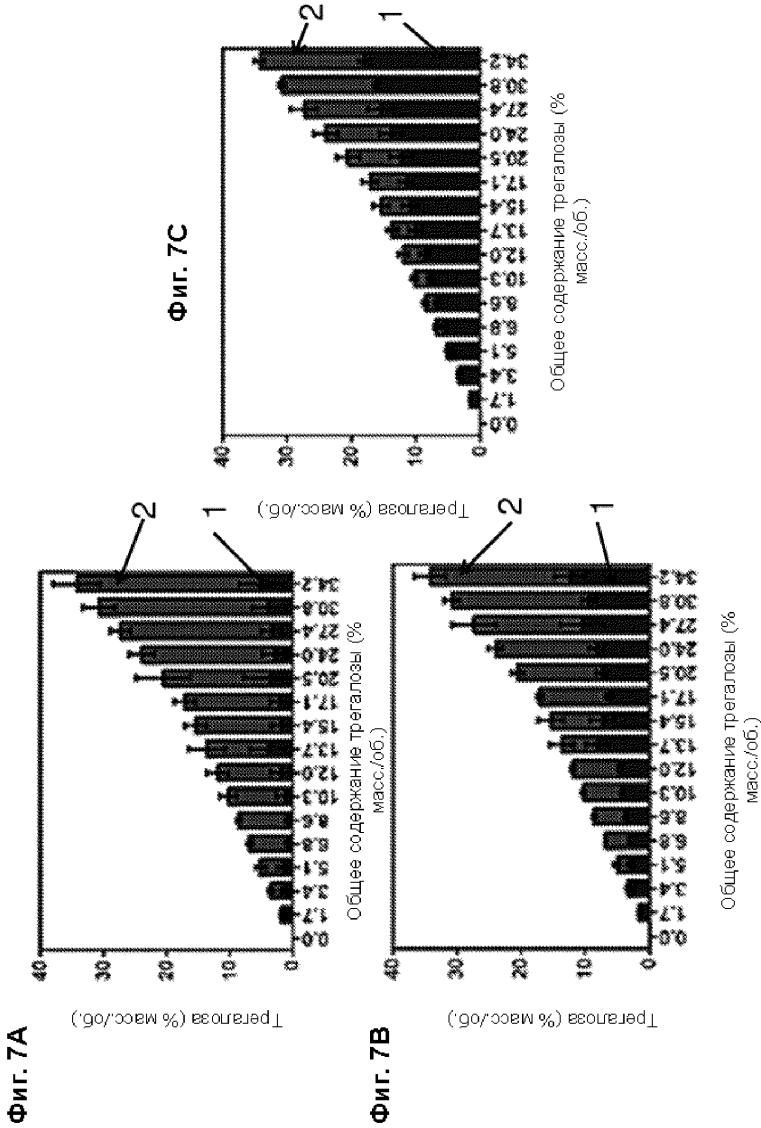 Фиг. 7A
Трегалоза (% масс./об.)
40
30
20
10
0
0.0 1.7 3.4 5.1 6.8 8.6 10.3 12.0 13.7 15.4 17.1 20.5 24.0 27.4 30.8 34.2
Общее содержание трегалозы (%
масс./об.)
2
1
Фиг. 7B
Трегалоза (% масс./об.)
40
30
20
10
0
0.0 1.7 3.4 5.1 6.8 8.6 10.3 12.0 13.7 15.4 17.1 20.5 24.0 27.4 30.8 34.2
Общее содержание трегалозы (%
масс./об.)
2
1
Фиг. 7C
Трегалоза (% масс./об.)
40
30
20
10
0
0.0 1.7 3.4 5.1 6.8 8.6 10.3 12.0 13.7 15.4 17.1 20.5 24.0 27.4 30.8 34.2
Общее содержание трегалозы (%
масс./об.)
2
1